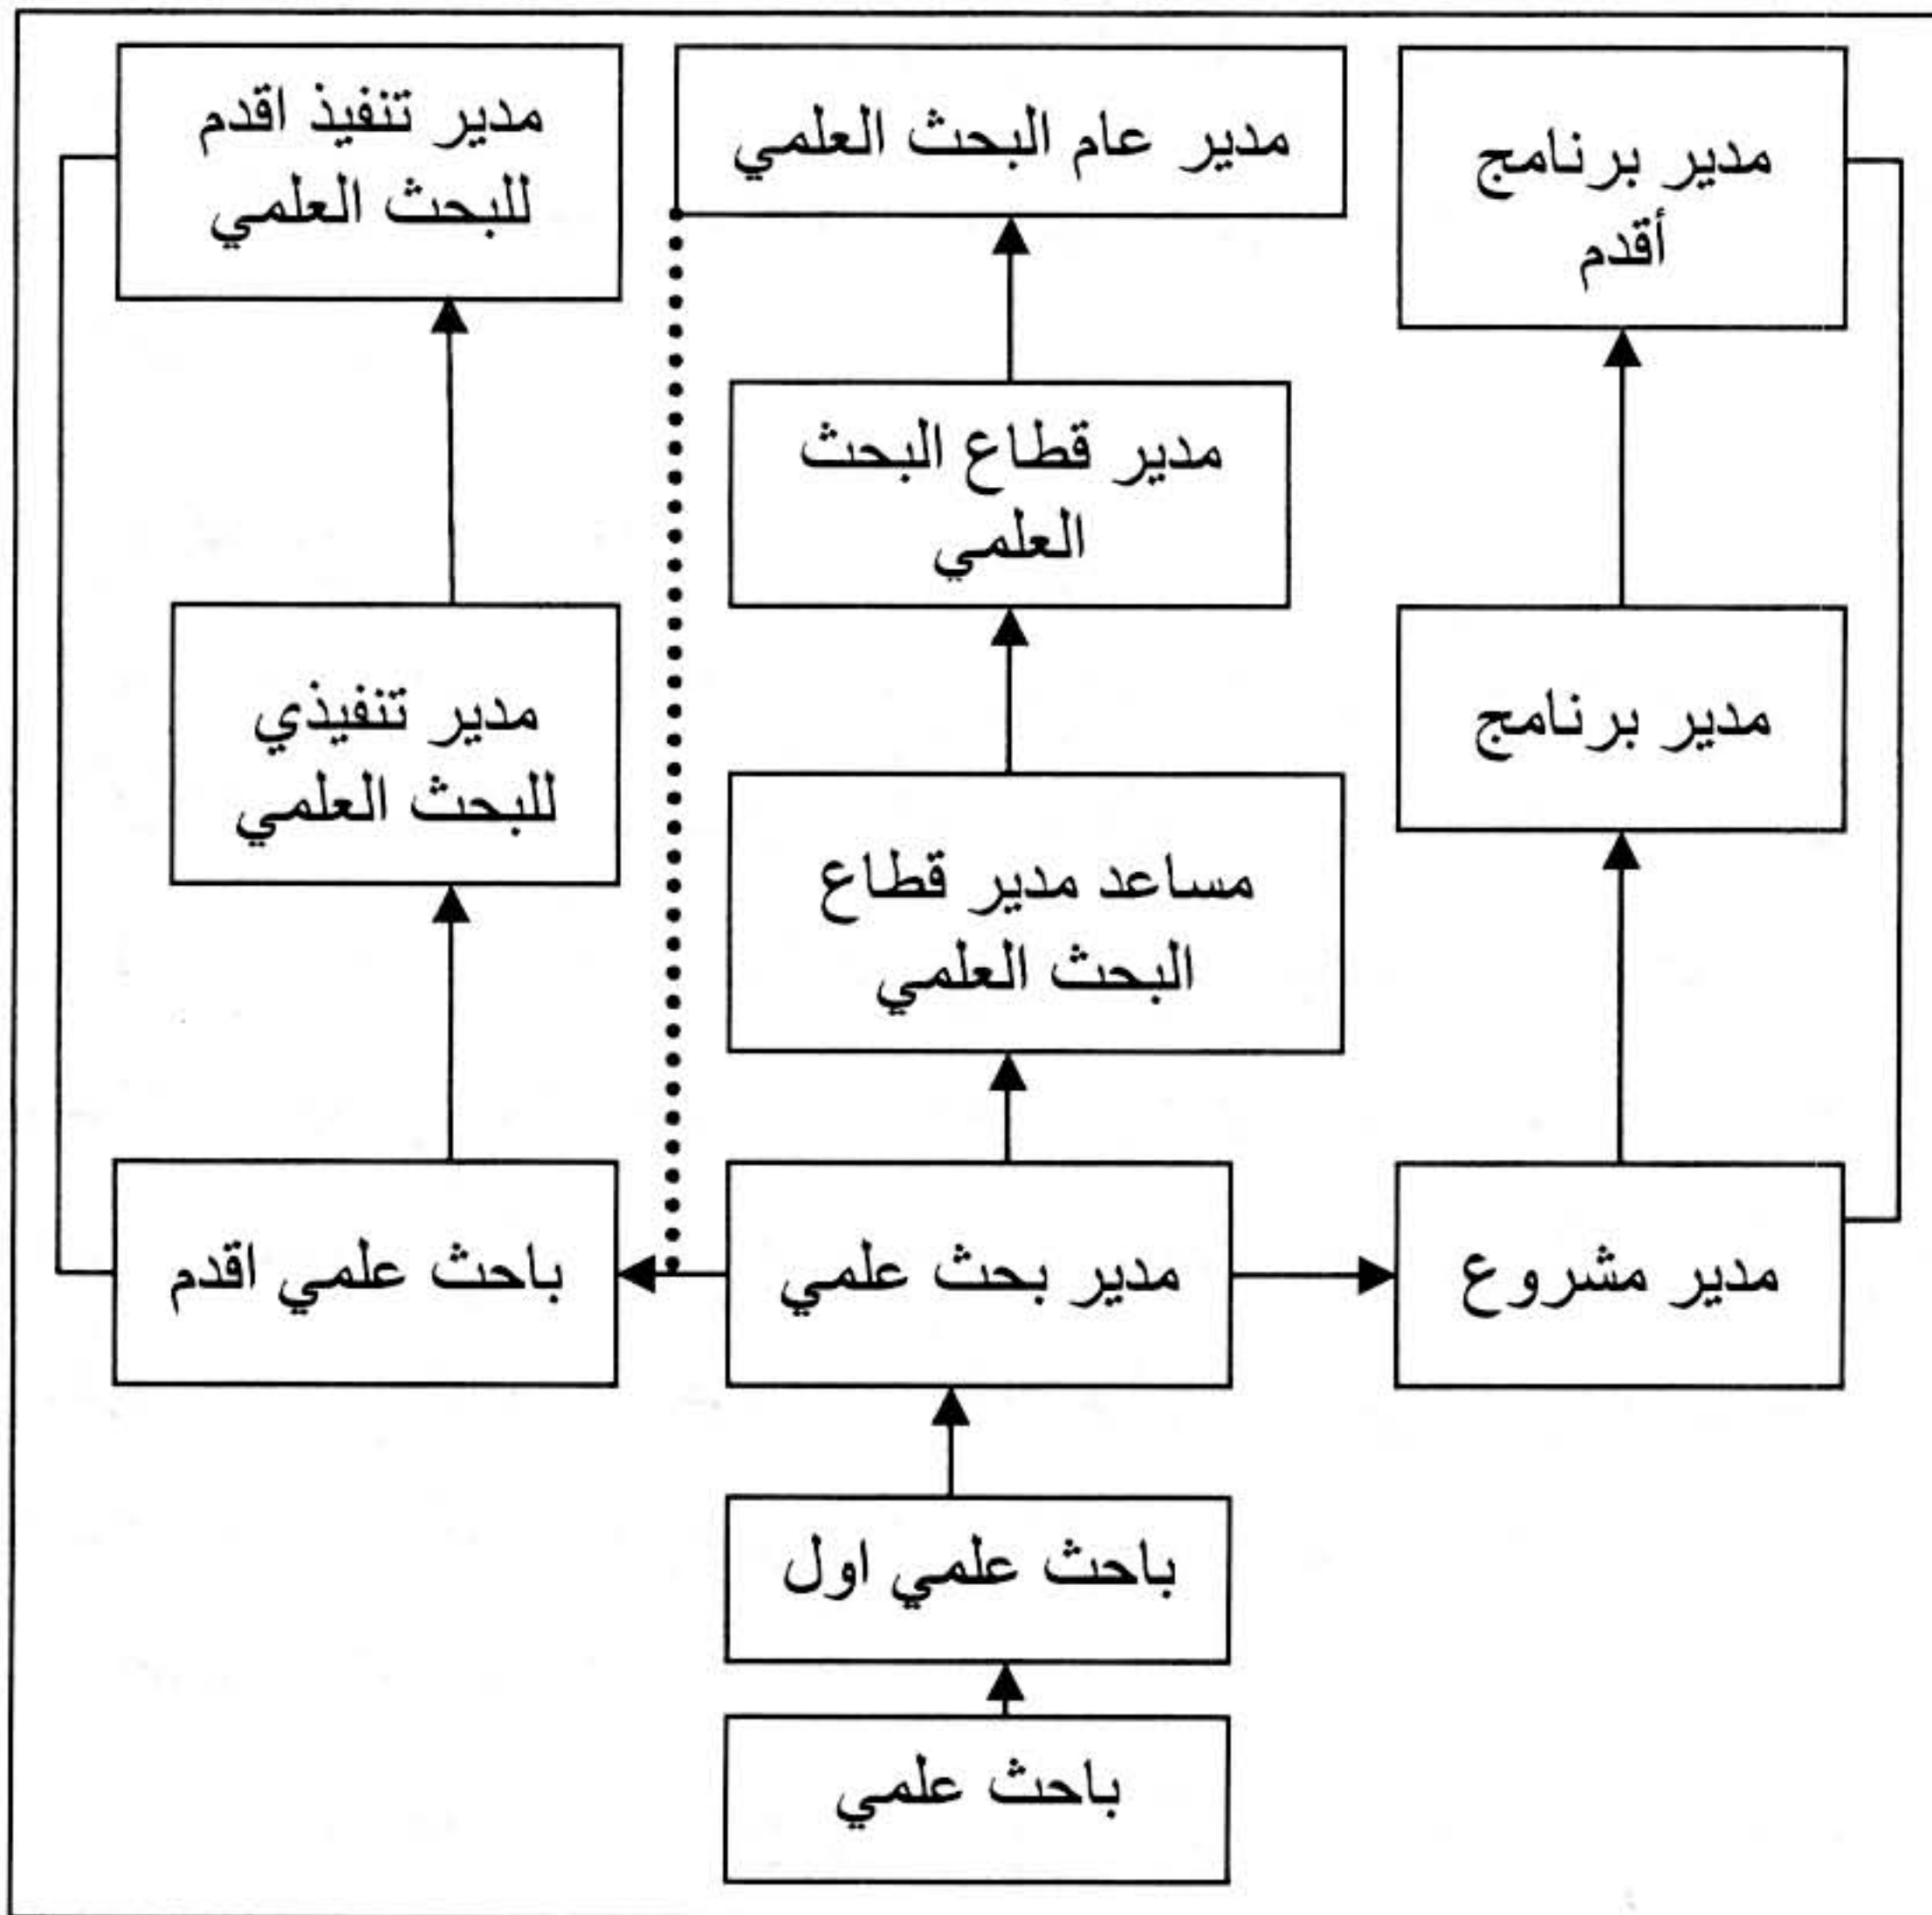 مدير برنامج
أقدم
مدير عام البحث العلمي
مدير تنفيذ اقدم
للبحث العلمي
مدير قطاع البحث
العلمي
مدير برنامج
مدير تنفيذي
للبحث العلمي
مساعد مدير قطاع
البحث العلمي
مدير مشروع
مدير بحث علمي
باحث علمي اقدم
باحث علمي اول
باحث علمي